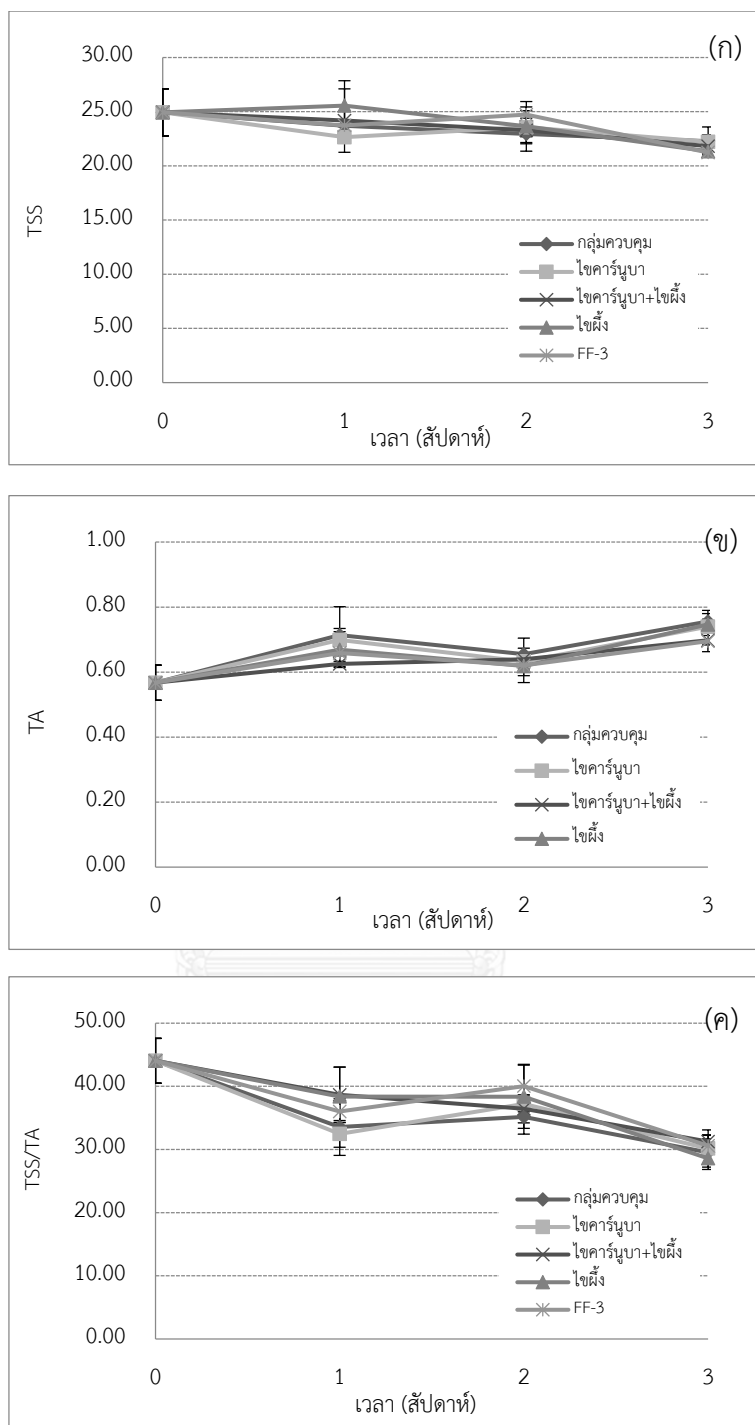 (ก)
30.00
25.00
20.00
15.00
10.00
5.00
0.00
TSS
กลุ่มควบคุม
ไขคาร์นูบา
ไขคาร์นูบา+ไขผึ้ง
ไขผึ้ง
FF-3
0 1 2 3
เวลา (สัปดาห์)
(ข)
1.00
0.80
0.60
0.40
0.20
0.00
TA
กลุ่มควบคุม
ไขคาร์นูบา
ไขคาร์นูบา+ไขผึ้ง
ไขผึ้ง
0 1 2 3
เวลา (สัปดาห์)
(ค)
50.00
40.00
30.00
20.00
10.00
0.00
TSS/TA
กลุ่มควบคุม
ไขคาร์นูบา
ไขคาร์นูบา+ไขผึ้ง
ไขผึ้ง
FF-3
0 1 2 3
เวลา (สัปดาห์)